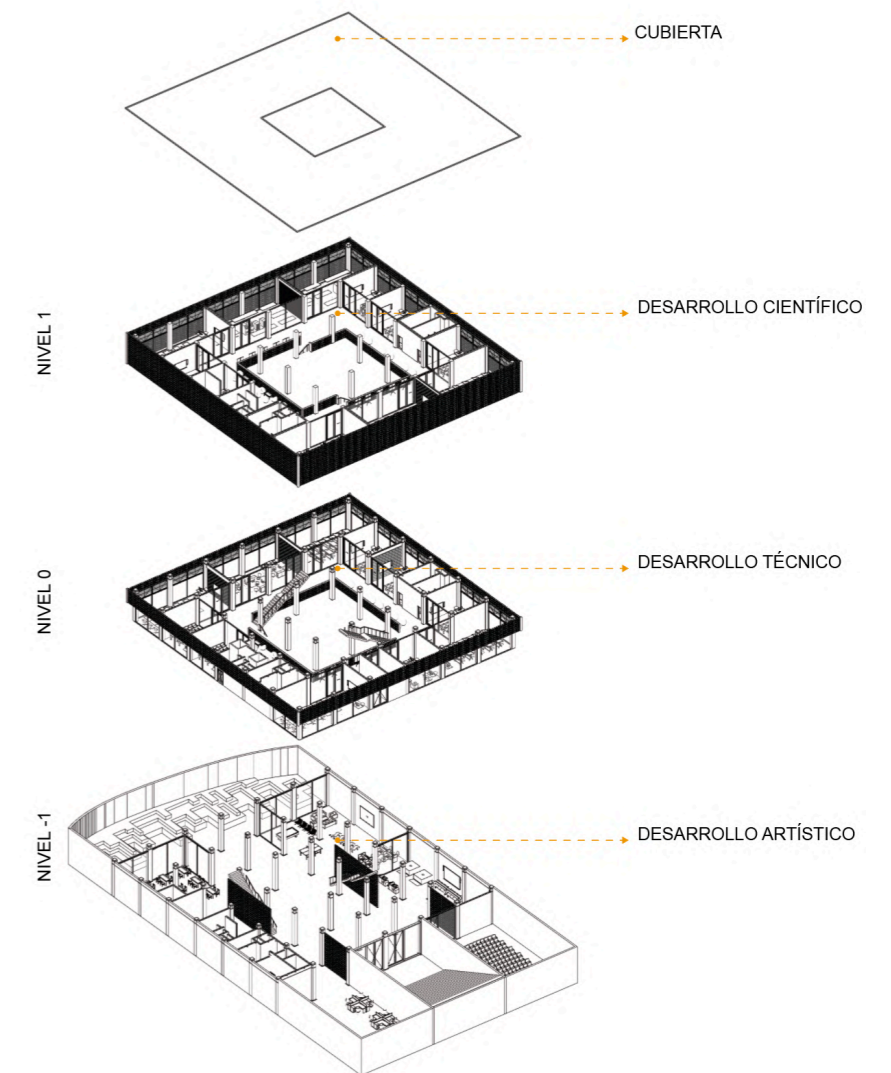 CUBIERTA
NIVEL 1
DESARROLLO CIENTÍFICO
NIVEL 0
DESARROLLO TÉCNICO
NIVEL -1
DESARROLLO ARTÍSTICO